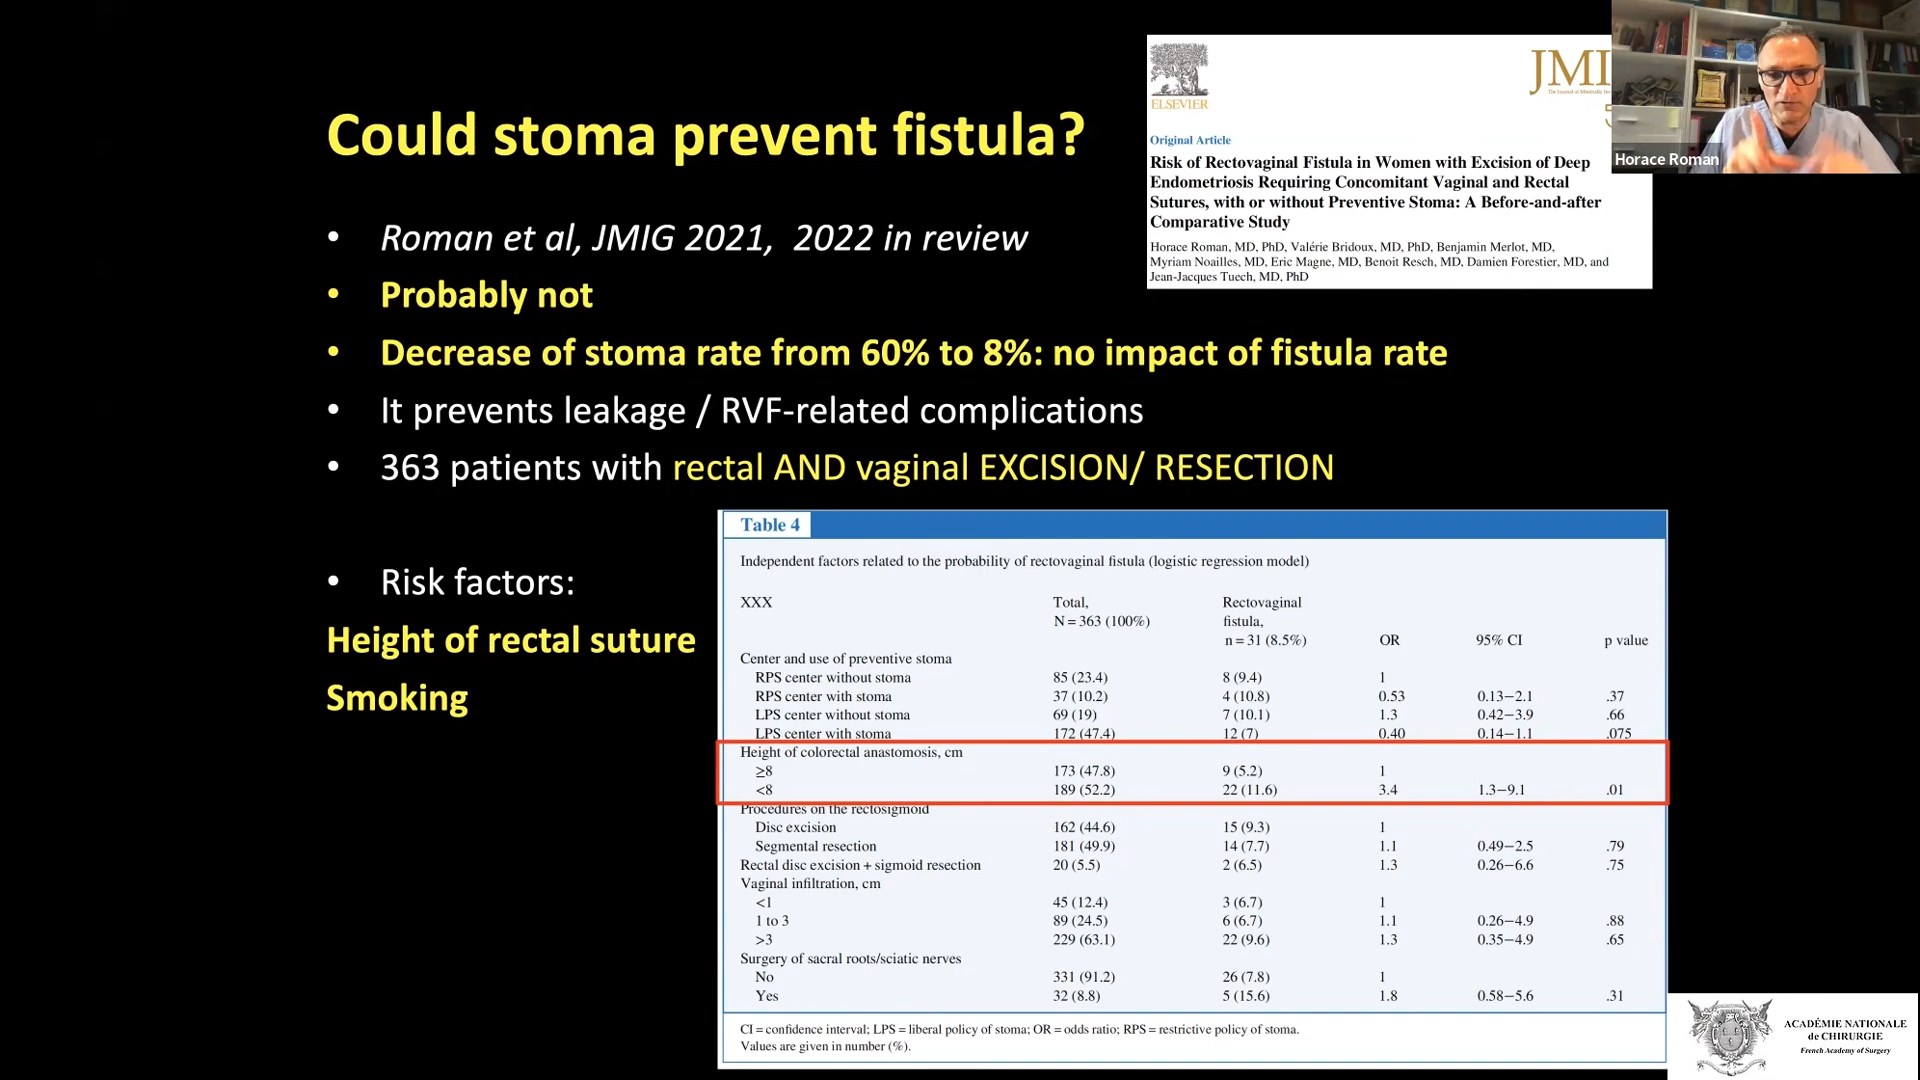 Could stoma prevent fistula?
• Roman et al, JMIG 2021, 2022 in review
• Probably not
• Decrease of stoma rate from 60% to 8%: no impact of fistula rate
• It prevents leakage / RVF-related complications
• 363 patients with rectal AND vaginal EXCISION/ RESECTION
• Risk factors:
Height of rectal suture
Smoking
ELSEVIER
JMI
Original Article
Risk of Rectovaginal Fistula in Women with Excision of Deep
Endometriosis Requiring Concomitant Vaginal and Rectal
Sutures, with or without Preventive Stoma: A Before-and-after
Comparative Study
Horace Roman, MD, PhD, Valérie Bridoux, MD, PhD, Benjamin Merlot, MD,
Myriam Noailles, MD, Eric Magne, MD, Benoit Resch, MD, Damien Forestier, MD, and
Jean-Jacques Tuech, MD, PhD
Horace Roman
Table 4
Independent factors related to the probability of rectovaginal fistula (logistic regression model)
XXX Total, Rectovaginal
N = 363 (100%) fistula,
n = 31 (8.5%) OR 95% CI p value
Center and use of preventive stoma
RPS center without stoma 85 (23.4) 8 (9.4) 1
RPS center with stoma 37 (10.2) 4 (10.8) 0.53 0.13−2.1 .37
LPS center without stoma 69 (19) 7 (10.1) 1.3 0.42−3.9 .66
LPS center with stoma 172 (47.4) 12 (7) 0.40 0.14−1.1 .075
Height of colorectal anastomosis, cm
≥8 173 (47.8) 9 (5.2) 1
<8 189 (52.2) 22 (11.6) 3.4 1.3−9.1 .01
Procedures on the rectosigmoid
Disc excision 162 (44.6) 15 (9.3) 1
Segmental resection 181 (49.9) 14 (7.7) 1.1 0.49−2.5 .79
Rectal disc excision + sigmoid resection 20 (5.5) 2 (6.5) 1.3 0.26−6.6 .75
Vaginal infiltration, cm
<1 45 (12.4) 3 (6.7) 1
1 to 3 89 (24.5) 6 (6.7) 1.1 0.26−4.9 .88
>3 229 (63.1) 22 (9.6) 1.3 0.35−4.9 .65
Surgery of sacral roots/sciatic nerves
No 331 (91.2) 26 (7.8) 1
Yes 32 (8.8) 5 (15.6) 1.8 0.58−5.6 .31
CI = confidence interval; LPS = liberal policy of stoma; OR = odds ratio; RPS = restrictive policy of stoma.
Values are given in number (%).
ACADÉMIE NATIONALE
de CHIRURGIE
French Academy of Surgery